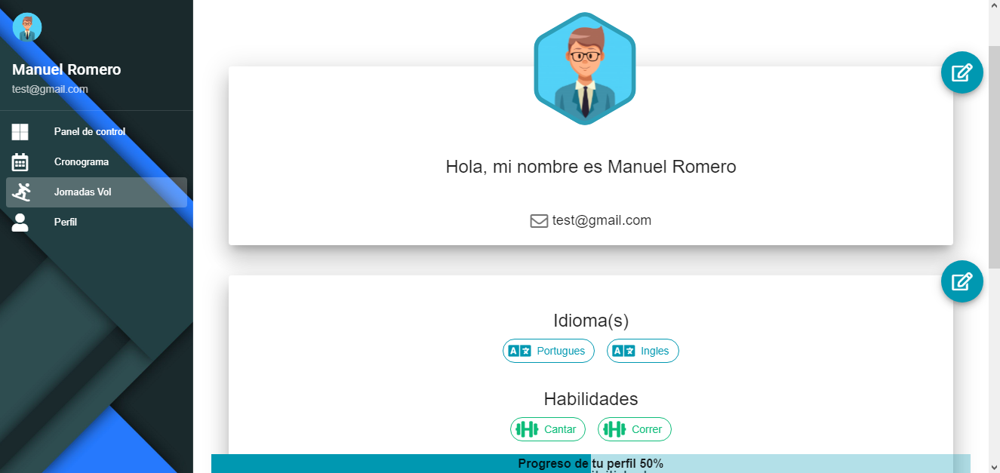 Manuel Romero
test@gmail.com
Panel de control
Cronograma
Jornadas Vol
Perfil
Hola, mi nombre es Manuel Romero
test@gmail.com
Idioma(s)
Portugues
Ingles
Habilidades
Cantar
Correr
Progreso de tu perfil 50%